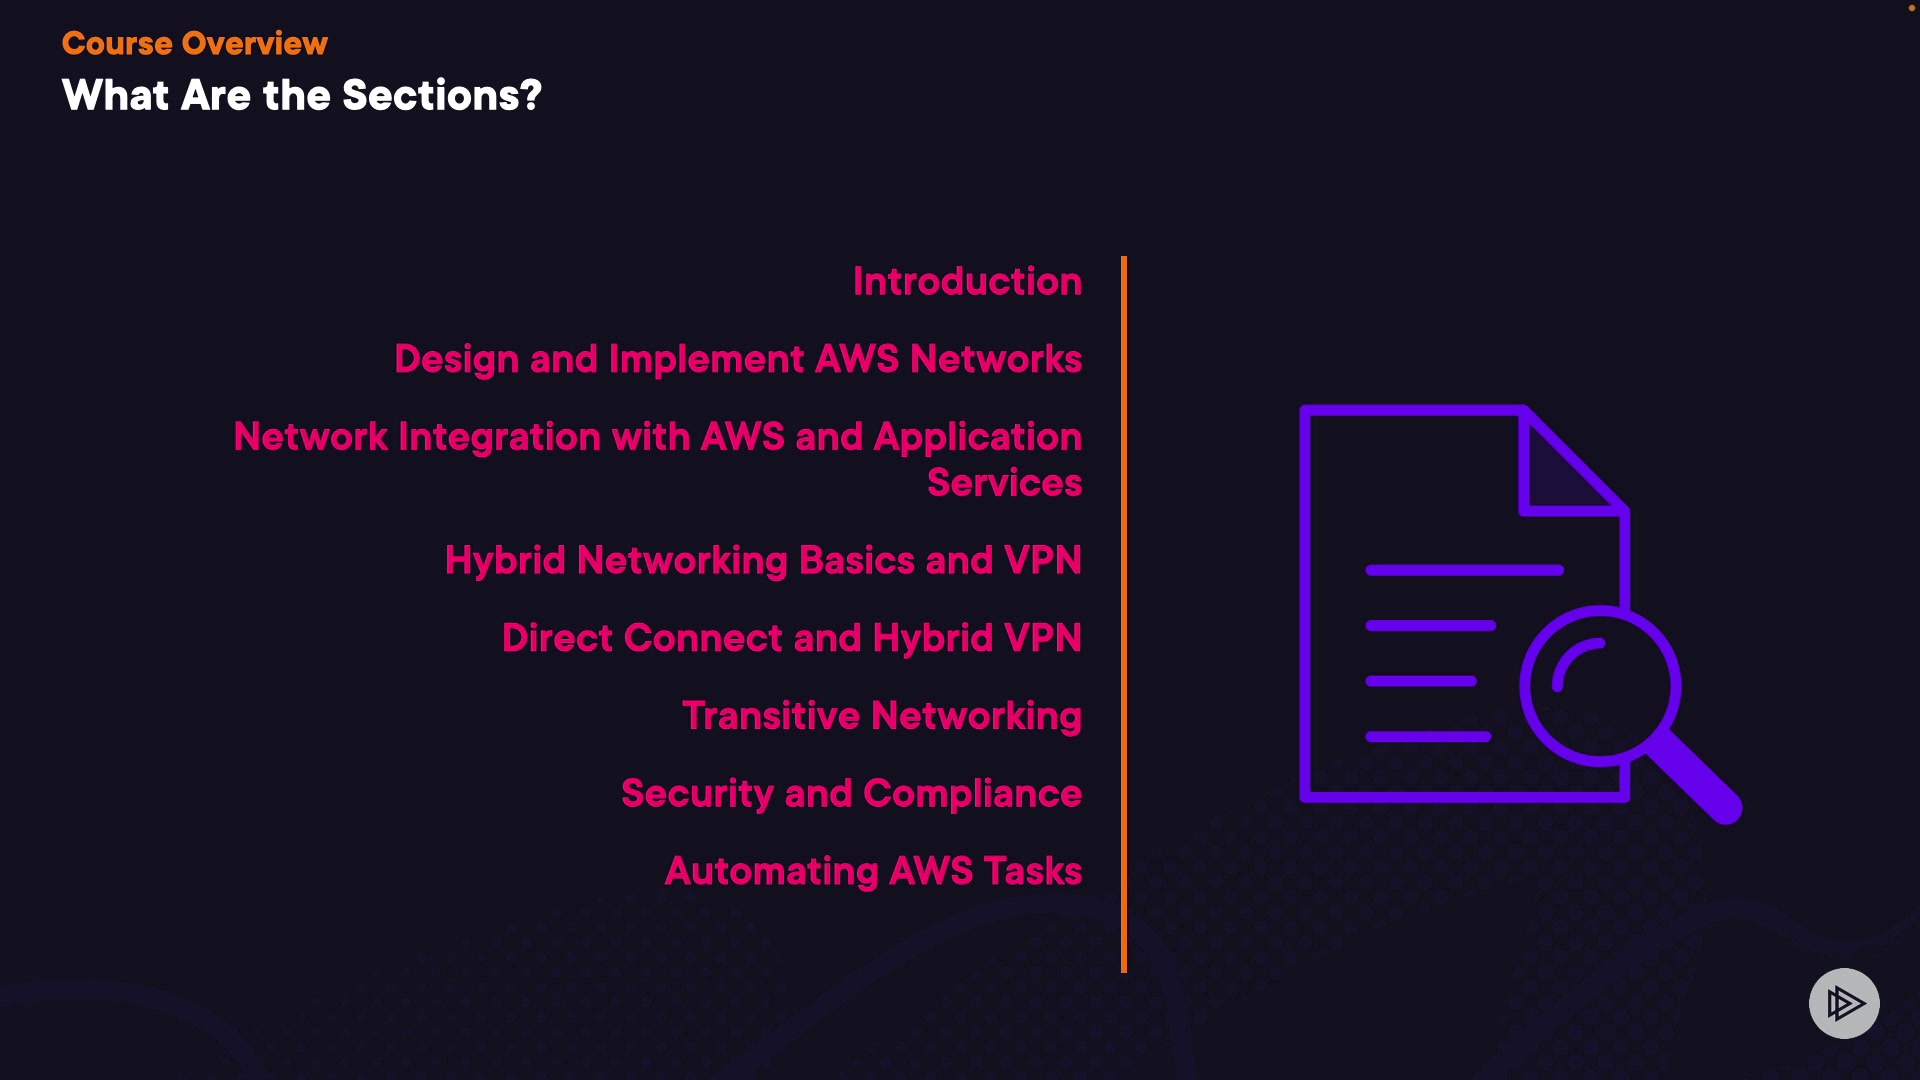 Course Overview
What Are the Sections?
Introduction
Design and Implement AWS Networks
Network Integration with AWS and Application
Services
Hybrid Networking Basics and VPN
Direct Connect and Hybrid VPN
Transitive Networking
Security and Compliance
Automating AWS Tasks